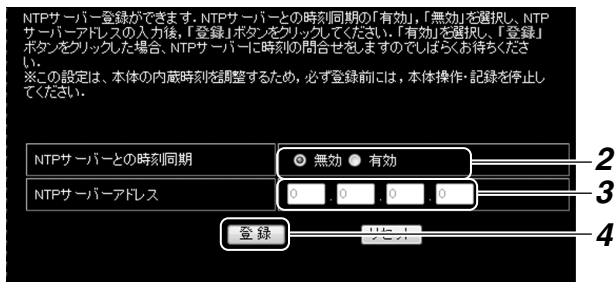 NTPサーバー登録ができます．NTPサーバーとの時刻同期の「有効」，「無効」を選択し、NTP
サーバーアドレスの入力後，「登録」ボタンをクリックしてください．「有効」を選択し、「登録」
ボタンをクリックした場合、NTPサーバーに時刻の問合せをしますのでしばらくお待ちくださ
い．
※この設定は、本体の内蔵時刻を調整するため，必ず登録前には，本体操作・記録を停止し
てください．
NTPサーバーとの時刻同期 無効 有効 2
NTPサーバーアドレス 0 . 0 . 0 . 0 3
登録 リセット 4